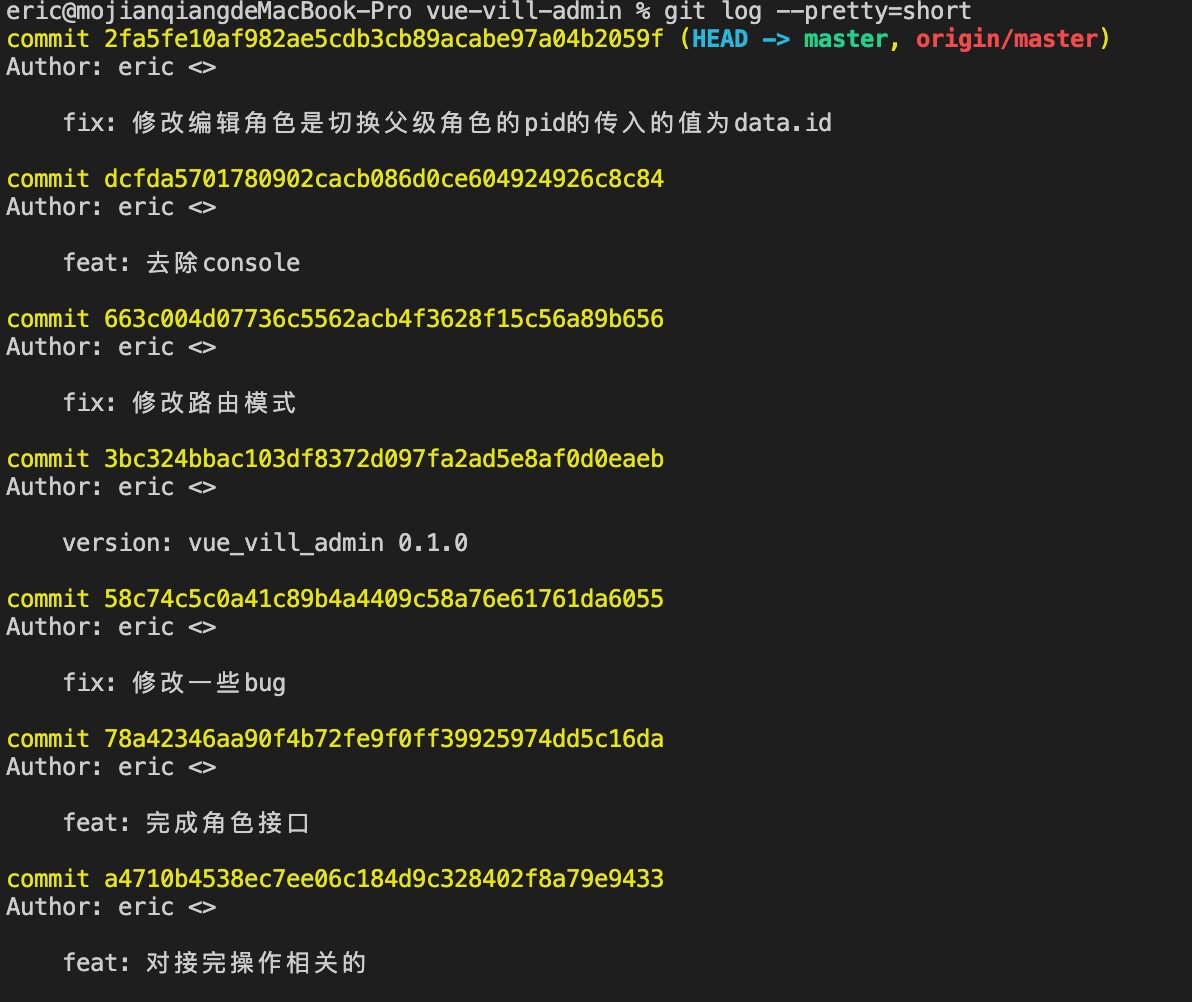 eric@mojianqiangdeMacBook-Pro vue-vill-admin % git log --pretty=short
commit 2fa5fe10af982ae5cdb3cb89acabe97a04b2059f (HEAD -> master, origin/master)
Author: eric <>
fix: 修改编辑角色是切换父级角色的pid的传入的值为data.id
commit dcfda5701780902cacb086d0ce604924926c8c84
Author: eric <>
feat: 去除console
commit 663c004d07736c5562acb4f3628f15c56a89b656
Author: eric <>
fix: 修改路由模式
commit 3bc324bbac103df8372d097fa2ad5e8af0d0eaeb
Author: eric <>
version: vue_vill_admin 0.1.0
commit 58c74c5c0a41c89b4a4409c58a76e61761da6055
Author: eric <>
fix: 修改一些bug
commit 78a42346aa90f4b72fe9f0ff39925974dd5c16da
Author: eric <>
feat: 完成角色接口
commit a4710b4538ec7ee06c184d9c328402f8a79e9433
Author: eric <>
feat: 对接完操作相关的